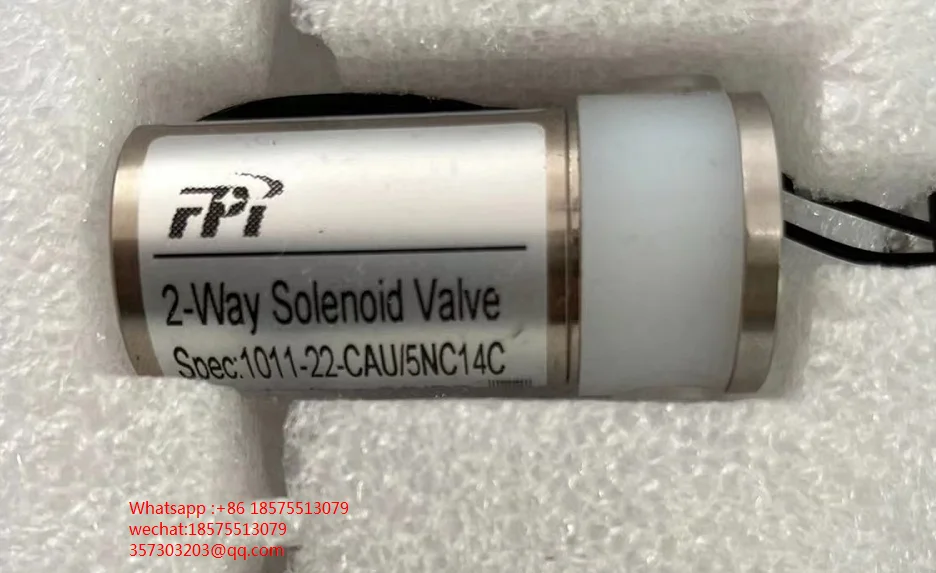 FPI
2-Way Solenoid Valve
Spec:1011-22-CAU/5NC14C
Whatsapp :+86 18575513079
wechat:18575513079
357303203@qq.com